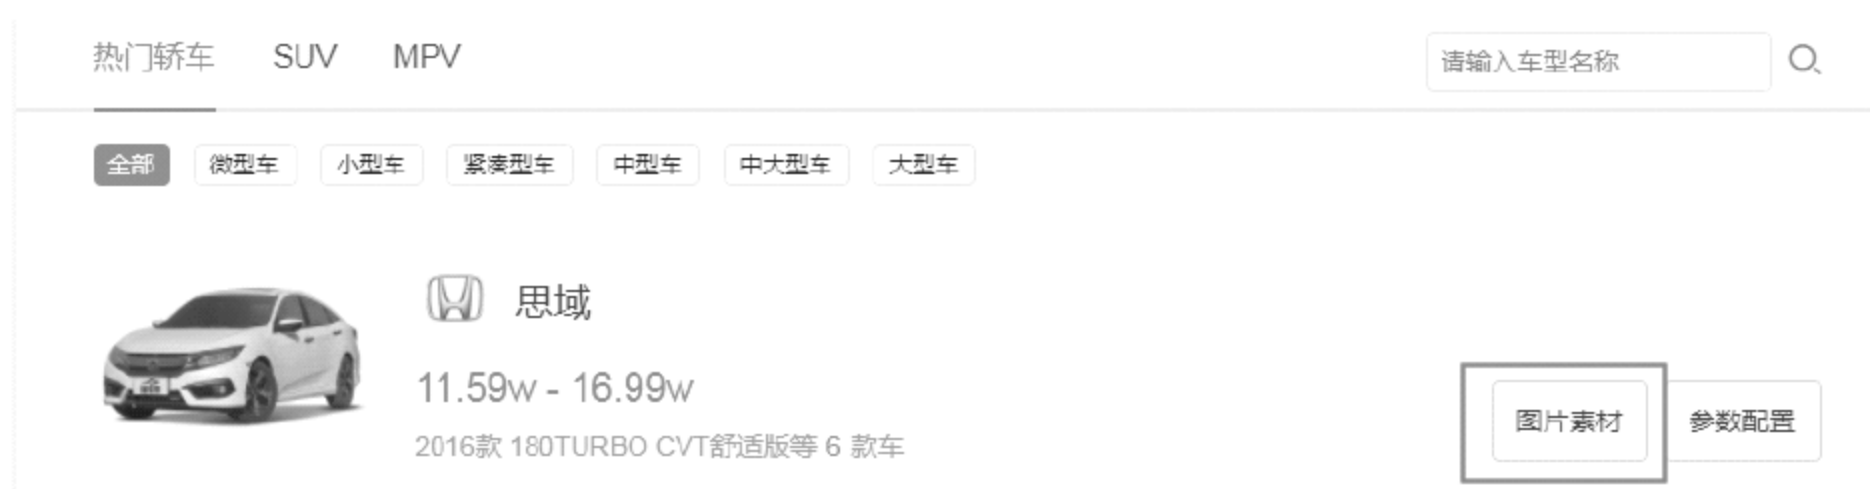 热门轿车 SUV MPV 请输入车型名称
全部 微型车 小型车 紧凑型车 中型车 中大型车 大型车
思域
11.59w - 16.99w
图片素材 参数配置
2016款 180TURBO CVT舒适版等 6 款车